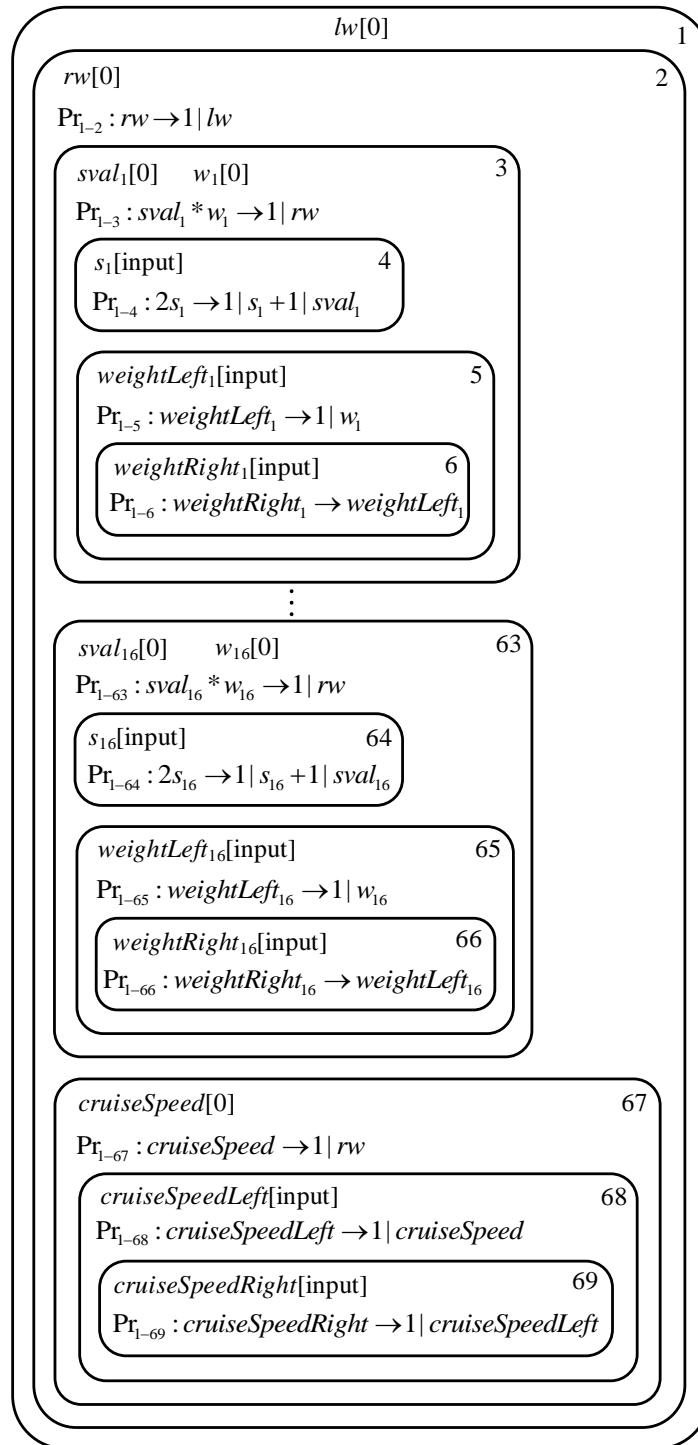 lw[0] 1
rw[0] 2
Pr₁₋₂ : rw → 1 | lw
sval₁[0] w₁[0] 3
Pr₁₋₃ : sval₁ * w₁ → 1 | rw
s₁[input] 4
Pr₁₋₄ : 2s₁ → 1 | s₁ + 1 | sval₁
weightLeft₁[input] 5
Pr₁₋₅ : weightLeft₁ → 1 | w₁
weightRight₁[input] 6
Pr₁₋₆ : weightRight₁ → weightLeft₁
⋮
sval₁₆[0] w₁₆[0] 63
Pr₁₋₆₃ : sval₁₆ * w₁₆ → 1 | rw
s₁₆[input] 64
Pr₁₋₆₄ : 2s₁₆ → 1 | s₁₆ + 1 | sval₁₆
weightLeft₁₆[input] 65
Pr₁₋₆₅ : weightLeft₁₆ → 1 | w₁₆
weightRight₁₆[input] 66
Pr₁₋₆₆ : weightRight₁₆ → weightLeft₁₆
cruiseSpeed[0] 67
Pr₁₋₆₇ : cruiseSpeed → 1 | rw
cruiseSpeedLeft[input] 68
Pr₁₋₆₈ : cruiseSpeedLeft → 1 | cruiseSpeed
cruiseSpeedRight[input] 69
Pr₁₋₆₉ : cruiseSpeedRight → 1 | cruiseSpeedLeft